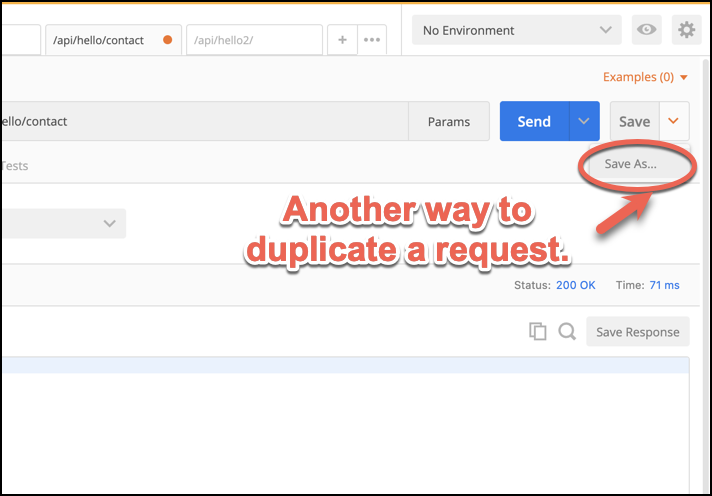 /api/hello/contact
/api/hello2/
+
No Environment
Examples (0)
ello/contact
Params
Send
Save
Tests
Save As...
Another way to
duplicate a request.
Status: 200 OK
Time: 71 ms
Save Response